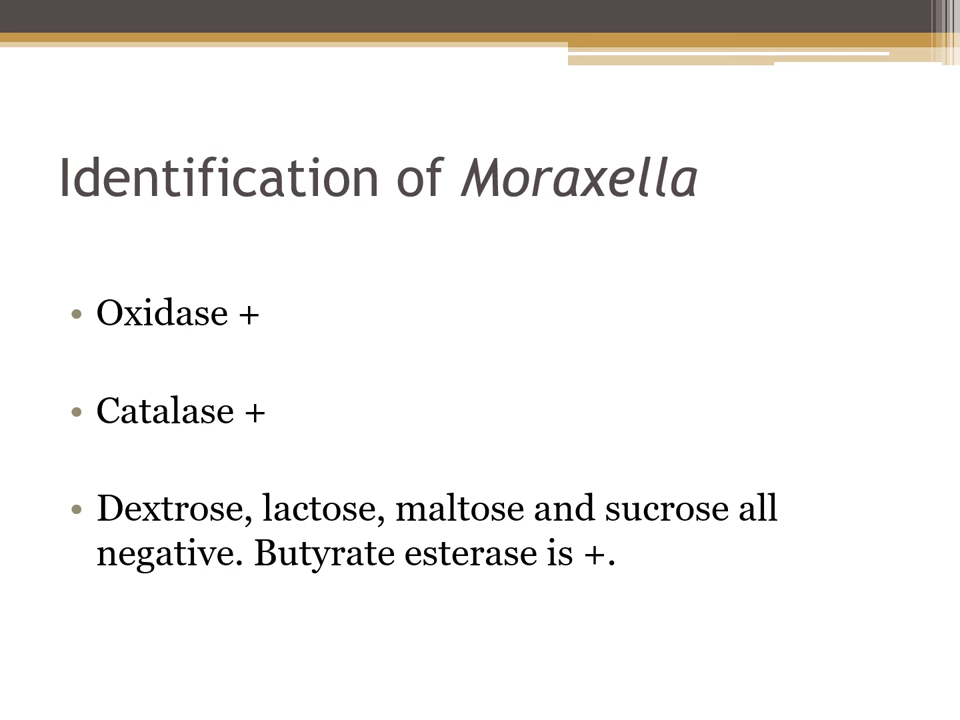 Identification of Moraxella
• Oxidase +
• Catalase +
• Dextrose, lactose, maltose and sucrose all
negative. Butyrate esterase is +.